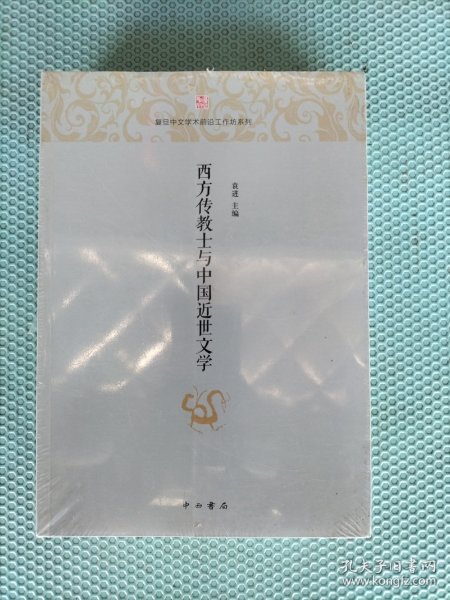 复旦中文学术前沿工作坊系列
西方传教士与中国近世文学
袁进 主编
中西书局
孔夫子旧书网
www.kongfz.com